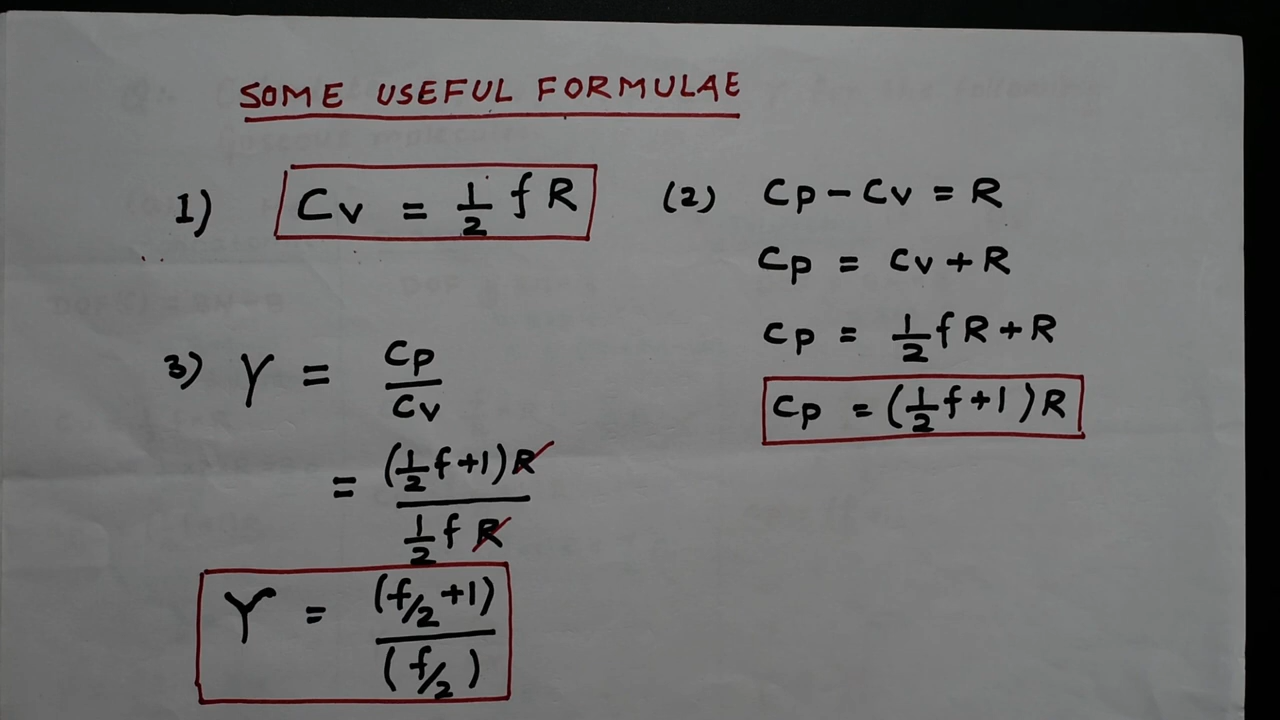 SOME USEFUL FORMULAE
1) Cv = 1/2 f R
(2) Cp - Cv = R
Cp = Cv + R
Cp = 1/2 f R + R
Cp = (1/2 f + 1) R
3) γ = Cp/Cv
= (1/2 f + 1) R / 1/2 f R
γ = (f/2 + 1) / (f/2)